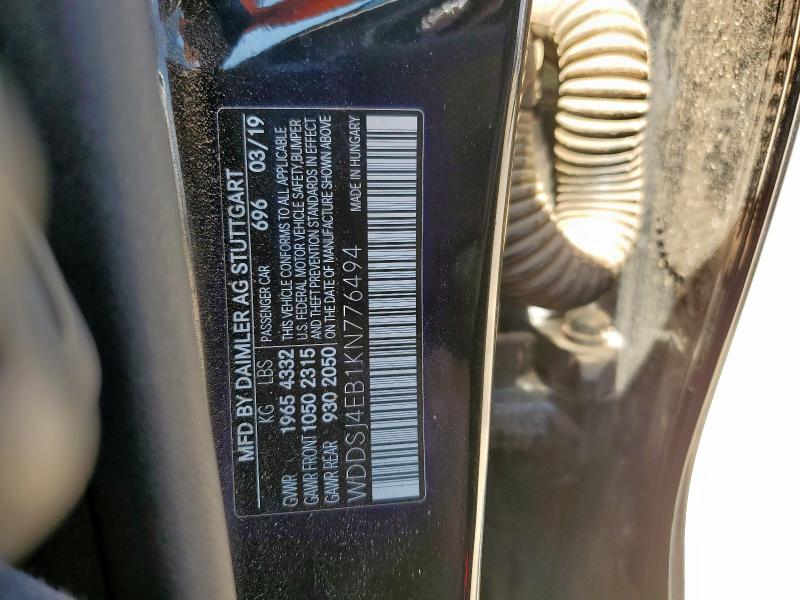 MFD BY DAIMLER AG STUTTGART
PASSENGER CAR 696 03/19
KG LBS
GVWR 1965 4332
GAWR FRONT 1050 2315
GAWR REAR 930 2050
THIS VEHICLE CONFORMS TO ALL APPLICABLE
U.S. FEDERAL MOTOR VEHICLE SAFETY, BUMPER
AND THEFT PREVENTION STANDARDS IN EFFECT
ON THE DATE OF MANUFACTURE SHOWN ABOVE
WDDSJ4EB1KN776494
MADE IN HUNGARY